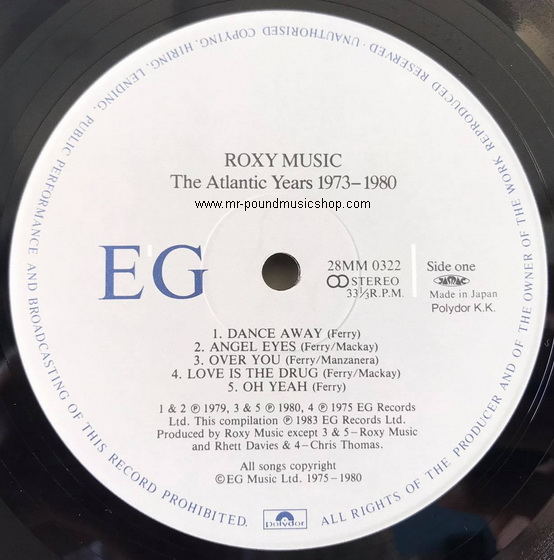 ROXY MUSIC
The Atlantic Years 1973–1980
www.mr-poundmusicshop.com
EG
28MM 0322
STEREO
33⅓R.P.M.
Side one
JASRAC
Made in Japan
Polydor K.K.
1. DANCE AWAY (Ferry)
2. ANGEL EYES (Ferry/Mackay)
3. OVER YOU (Ferry/Manzanera)
4. LOVE IS THE DRUG (Ferry/Mackay)
5. OH YEAH (Ferry)
1 & 2 ℗ 1979, 3 & 5 ℗ 1980, 4 ℗ 1975 EG Records
Ltd. This compilation ℗ 1983 EG Records Ltd.
Produced by Roxy Music except 3 & 5–Roxy Music
and Rhett Davies & 4–Chris Thomas.
All songs copyright
©EG Music Ltd. 1975–1980
polydor
ALL RIGHTS OF THE PRODUCER AND OF THE OWNER OF THE WORK REPRODUCED RESERVED · UNAUTHORISED COPYING, HIRING, LENDING, PUBLIC PERFORMANCE AND BROADCASTING OF THIS RECORD PROHIBITED.